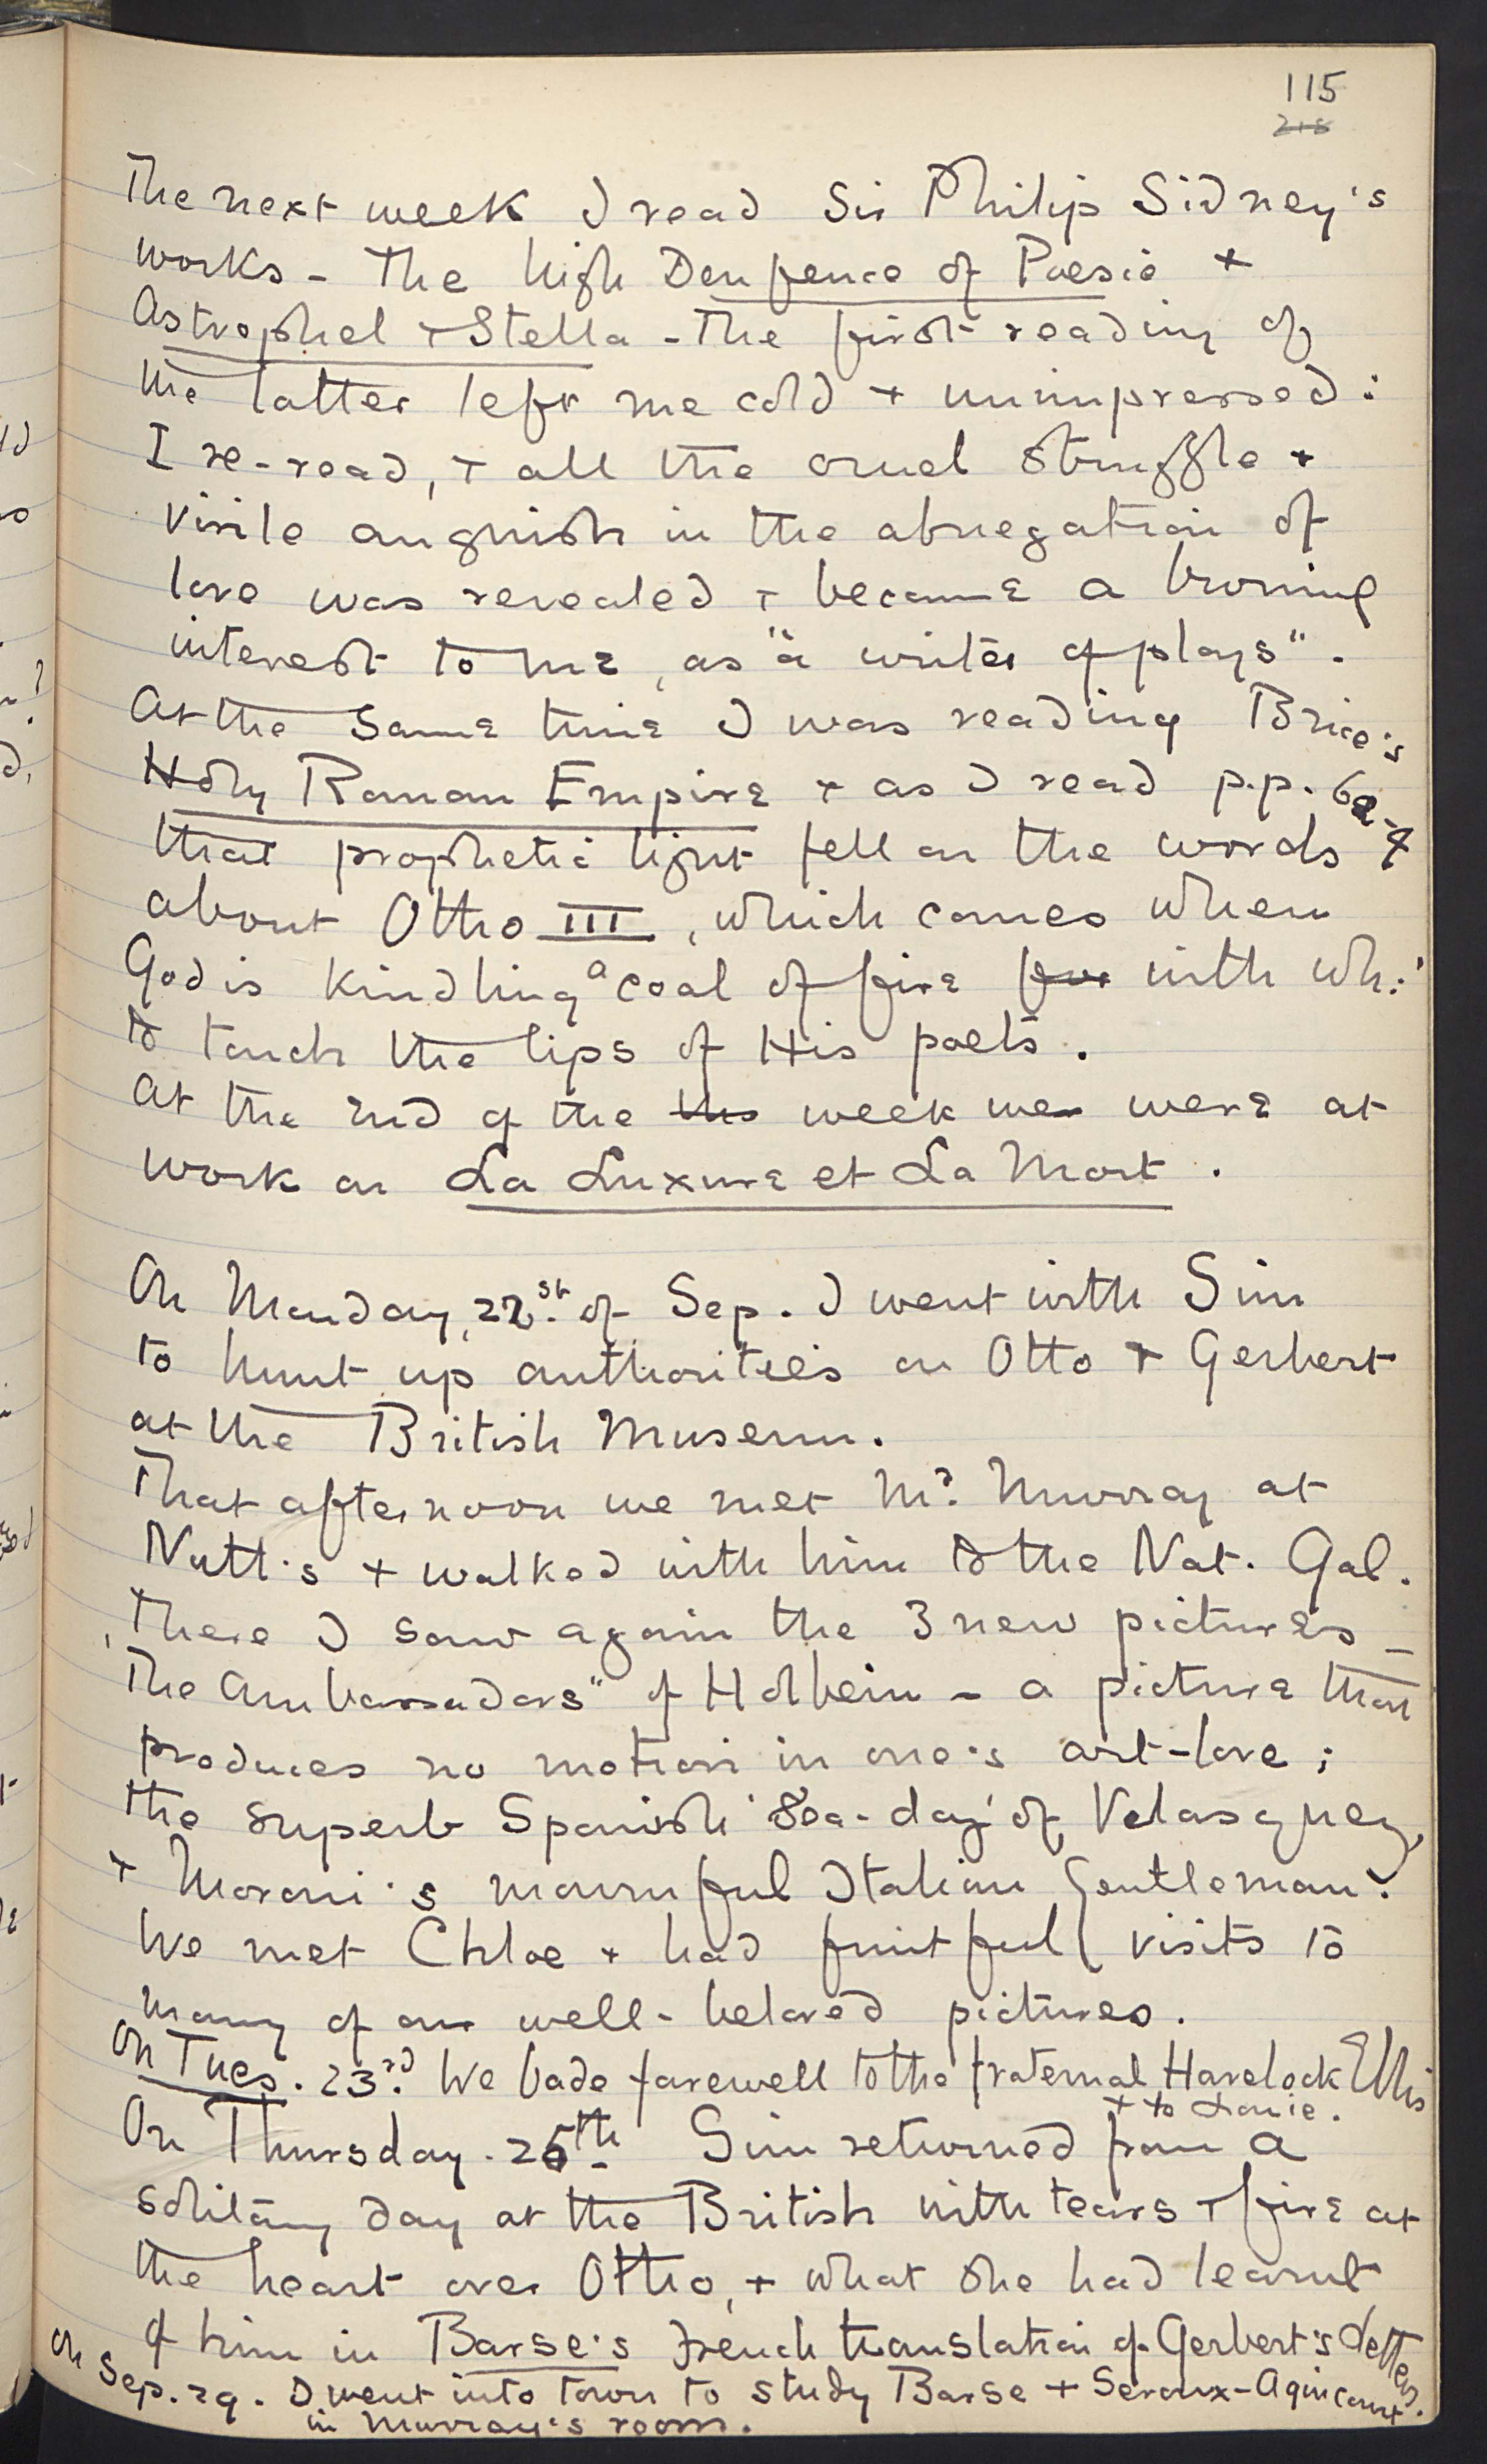 115
218
The next week I read Sir Philip Sidney's
works - The high Denfence of Poesie +
Astrophel + Stella - The first reading of
the latter left me cold + unimpressed:
I re-read, + all the cruel struggle +
virile anguish in the abnegation of
love was revealed + became a burning
interest to me, as "a writer of plays".
At the same time I was reading Brice's
Holy Roman Empire + as I read p.p. 62-4
that prophetic light fell on the words
about Otho III, which comes when
God is kindling a coal of fire for with wh:
to touch the lips of His poets.
At the end of the this week we were at
work on La Luxure et La Mort.
On Monday, 22st of Sep. I went with Sim
to hunt up authorities on Otto + Gerbert
at the British Museum.
That afternoon we met Mr. Murray at
Nutt's + walked with him to the Nat. Gal.
There I saw again the 3 new pictures -
"The Ambassadors" of Holbein - a picture that
produces no motion in one's art-love;
the superb Spanish 'Sea-dog' of Velasquez,
+ Moroni's mournful Italian Gentleman.
We met Chloe + had fruitful visits to
many of our well-beloved pictures.
On Tues. 23rd. We bade farewell to the fraternal Havelock Ellis
+ to Louie.
On Thursday. 25th. Sim returned from a
solitary day at the British with tears + fire at
the heart over Otho, + what she had learnt
of him in Barse's French translation of Gerbert's Letters.
On Sep. 29. I went into town to study Barse + Seroux-Agincourt
in Murray's room.